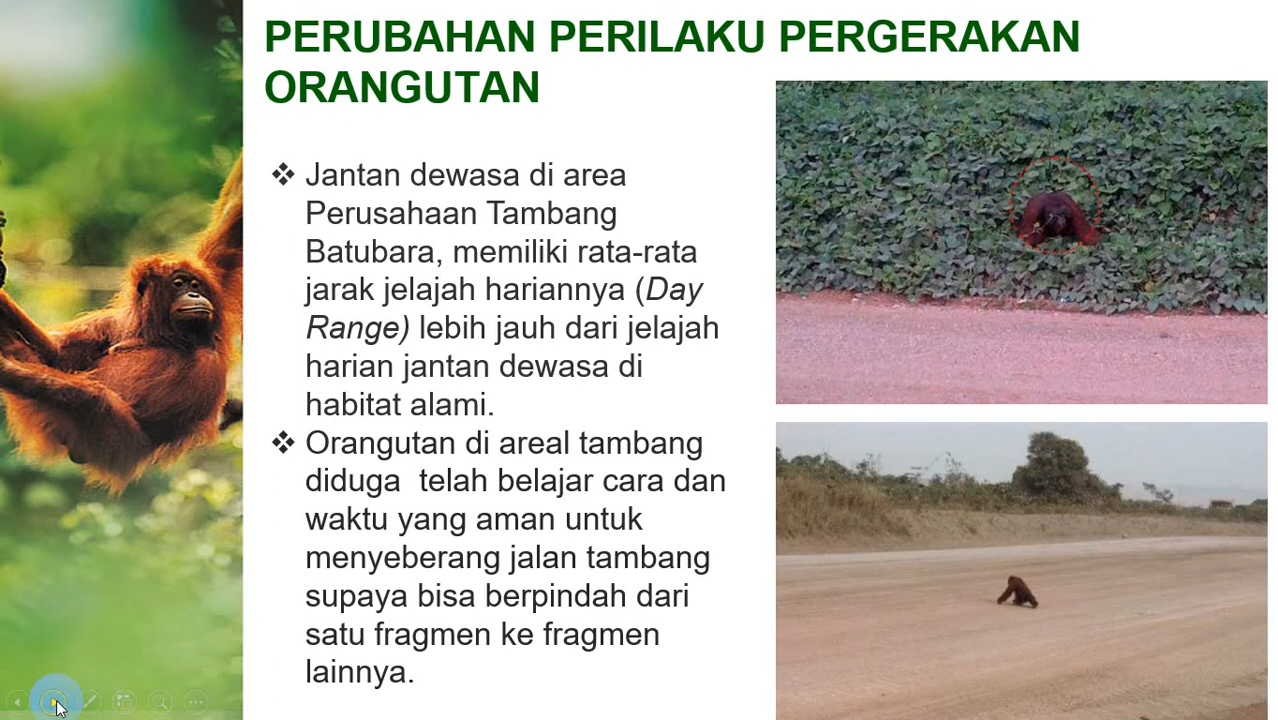 PERUBAHAN PERILAKU PERGERAKAN
ORANGUTAN
❖ Jantan dewasa di area
Perusahaan Tambang
Batubara, memiliki rata-rata
jarak jelajah hariannya (Day
Range) lebih jauh dari jelajah
harian jantan dewasa di
habitat alami.
❖ Orangutan di areal tambang
diduga  telah belajar cara dan
waktu yang aman untuk
menyeberang jalan tambang
supaya bisa berpindah dari
satu fragmen ke fragmen
lainnya.